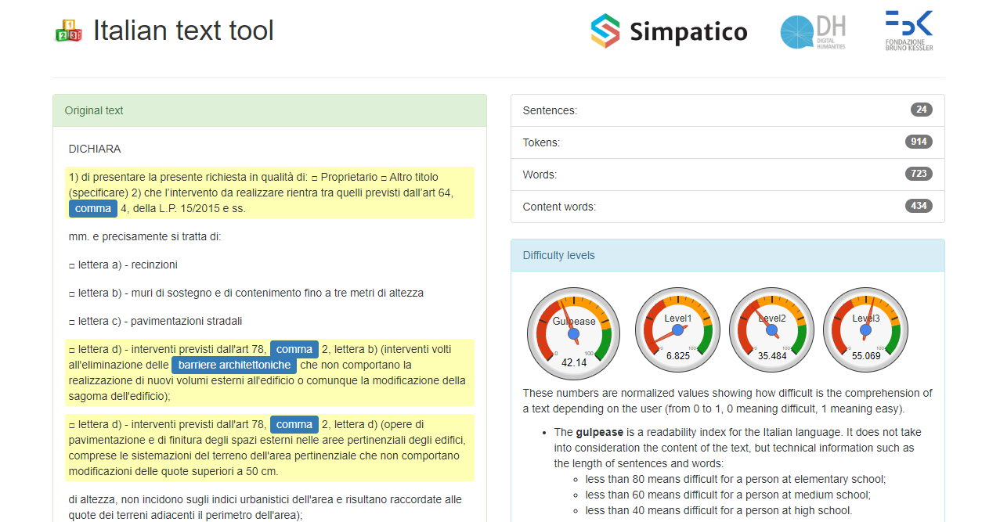 Italian text tool
Simpatico
DH
DIGITAL
HUMANITIES
FBK
FONDAZIONE
BRUNO KESSLER
Original text
DICHIARA
1) di presentare la presente richiesta in qualità di: □ Proprietario □ Altro titolo
(specificare) 2) che l’intervento da realizzare rientra tra quelli previsti dall’art 64,
comma 4, della L.P. 15/2015 e ss.
mm. e precisamente si tratta di:
□ lettera a) - recinzioni
□ lettera b) - muri di sostegno e di contenimento fino a tre metri di altezza
□ lettera c) - pavimentazioni stradali
□ lettera d) - interventi previsti dall'art 78, comma 2, lettera b) (interventi volti
all'eliminazione delle barriere architettoniche che non comportano la
realizzazione di nuovi volumi esterni all'edificio o comunque la modificazione della
sagoma dell'edificio);
□ lettera d) - interventi previsti dall'art 78, comma 2, lettera d) (opere di
pavimentazione e di finitura degli spazi esterni nelle aree pertinenziali degli edifici,
comprese le sistemazioni del terreno dell'area pertinenziale che non comportano
modificazioni delle quote superiori a 50 cm.
di altezza, non incidono sugli indici urbanistici dell'area e risultano raccordate alle
quote dei terreni adiacenti il perimetro dell'area);
Sentences: 24
Tokens: 914
Words: 723
Content words: 434
Difficulty levels
Gulpease
0 100
42.14
Level1
0 100
6.825
Level2
0 100
35.484
Level3
0 100
55.069
These numbers are normalized values showing how difficult is the comprehension of
a text depending on the user (from 0 to 1, 0 meaning difficult, 1 meaning easy).
• The gulpease is a readability index for the Italian language. It does not take
into consideration the content of the text, but technical information such as
the length of sentences and words:
◦ less than 80 means difficult for a person at elementary school;
◦ less than 60 means difficult for a person at medium school;
◦ less than 40 means difficult for a person at high school.